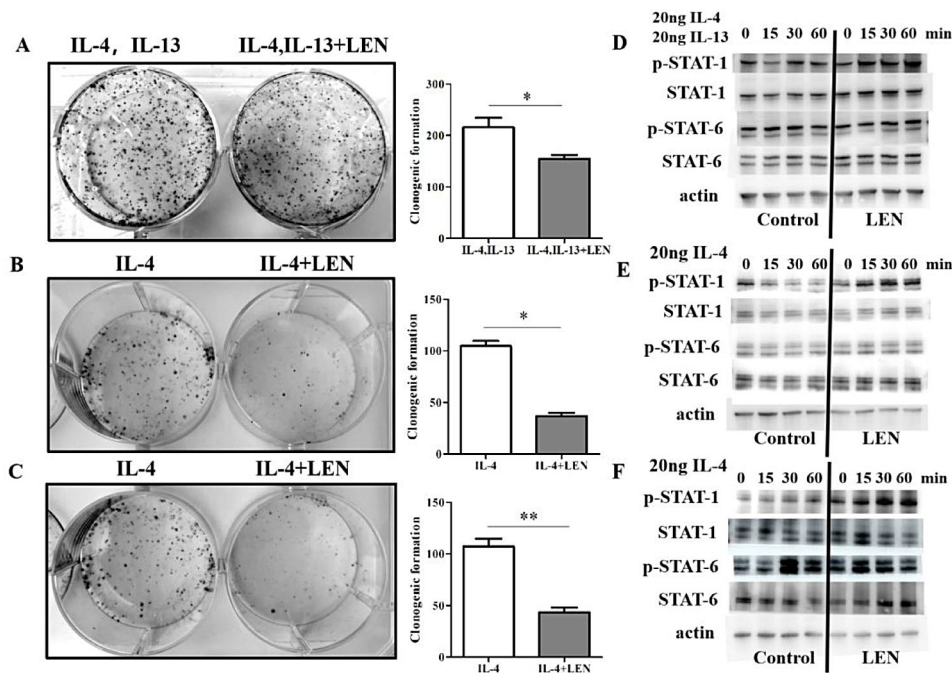 A
IL-4, IL-13
IL-4,IL-13+LEN
Clonogenic formation
300
200
100
0
*
IL-4,IL-13
IL-4,IL-13+LEN
B
IL-4
IL-4+LEN
Clonogenic formation
150
100
50
0
*
IL-4
IL-4+LEN
C
IL-4
IL-4+LEN
Clonogenic formation
150
100
50
0
**
IL-4
IL-4+LEN
D
20ng IL-4
20ng IL-13
0 15 30 60 0 15 30 60 min
p-STAT-1
STAT-1
p-STAT-6
STAT-6
actin
Control LEN
E
20ng IL-4
0 15 30 60 0 15 30 60 min
p-STAT-1
STAT-1
p-STAT-6
STAT-6
actin
Control LEN
F
20ng IL-4
0 15 30 60 0 15 30 60 min
p-STAT-1
STAT-1
p-STAT-6
STAT-6
actin
Control LEN